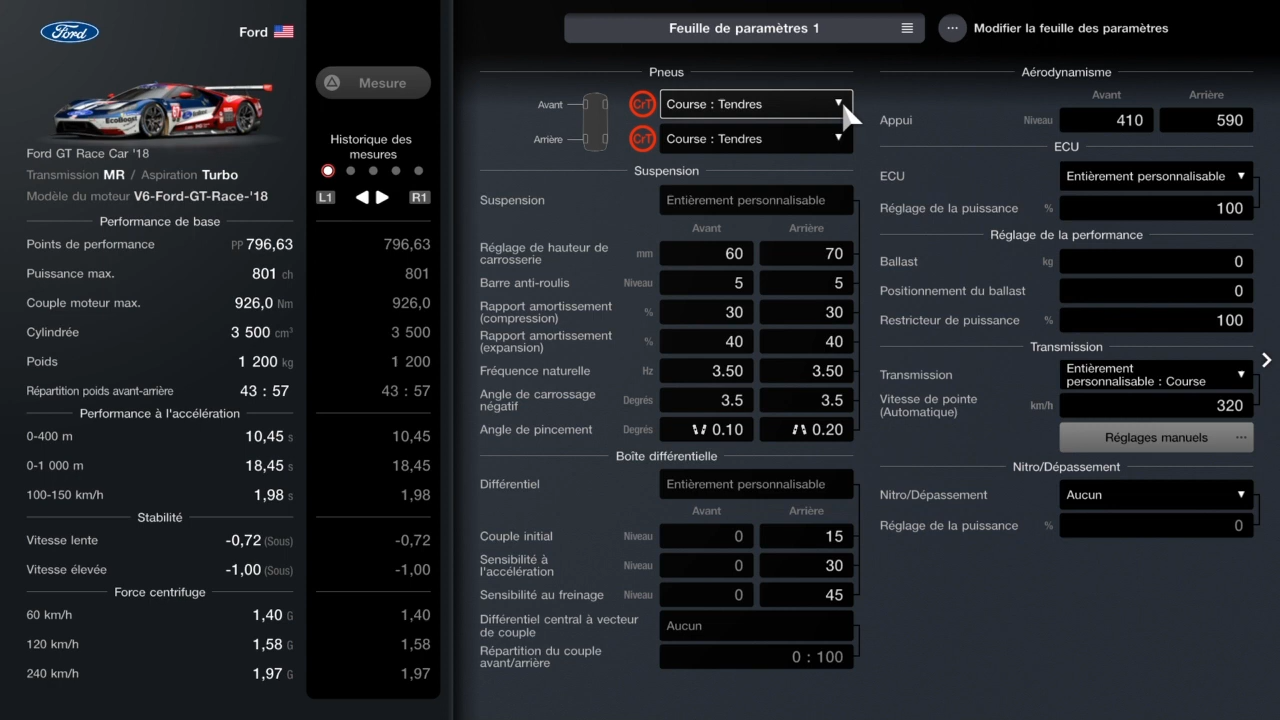 Ford
Ford
Ford GT Race Car '18
Transmission MR / Aspiration Turbo
Modèle du moteur V6-Ford-GT-Race-'18
Performance de base
Points de performance PP 796,63
Puissance max. 801 ch
Couple moteur max. 926,0 Nm
Cylindrée 3 500 cm³
Poids 1 200 kg
Répartition poids avant-arrière 43 : 57
Performance à l'accélération
0-400 m 10,45 s
0-1 000 m 18,45 s
100-150 km/h 1,98 s
Stabilité
Vitesse lente -0,72 (Sous)
Vitesse élevée -1,00 (Sous)
Force centrifuge
60 km/h 1,40 G
120 km/h 1,58 G
240 km/h 1,97 G
Mesure
Historique des
mesures
L1 R1
796,63
801
926,0
3 500
1 200
43 : 57
10,45
18,45
1,98
-0,72
-1,00
1,40
1,58
1,97
Feuille de paramètres 1
Modifier la feuille des paramètres
Pneus
Avant CrT Course : Tendres
Arrière CrT Course : Tendres
Suspension
Suspension Entièrement personnalisable
Avant Arrière
Réglage de hauteur de
carrosserie mm 60 70
Barre anti-roulis Niveau 5 5
Rapport amortissement
(compression) % 30 30
Rapport amortissement
(expansion) % 40 40
Fréquence naturelle Hz 3.50 3.50
Angle de carrossage
négatif Degrés 3.5 3.5
Angle de pincement Degrés 0.10 0.20
Boîte différentielle
Différentiel Entièrement personnalisable
Avant Arrière
Couple initial Niveau 0 15
Sensibilité à
l'accélération Niveau 0 30
Sensibilité au freinage Niveau 0 45
Différentiel central à vecteur
de couple Aucun
Répartition du couple
avant/arrière 0 : 100
Aérodynamisme
Avant Arrière
Appui Niveau 410 590
ECU
ECU Entièrement personnalisable
Réglage de la puissance % 100
Réglage de la performance
Ballast kg 0
Positionnement du ballast 0
Restricteur de puissance % 100
Transmission
Transmission Entièrement
personnalisable : Course
Vitesse de pointe
(Automatique) km/h 320
Réglages manuels
Nitro/Dépassement
Nitro/Dépassement Aucun
Réglage de la puissance % 0